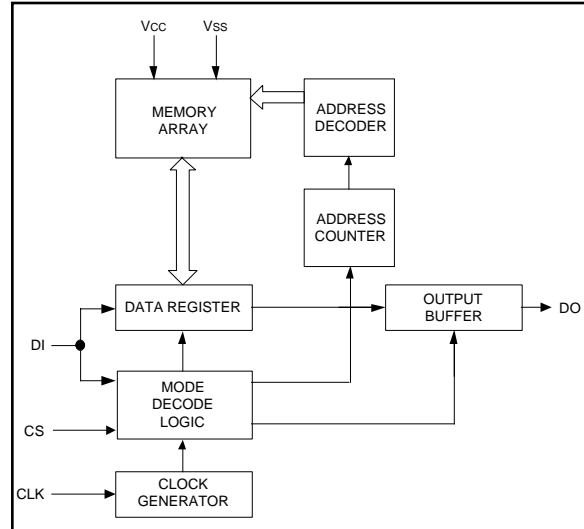 Vcc Vss
MEMORY
ARRAY
ADDRESS
DECODER
ADDRESS
COUNTER
DATA REGISTER
OUTPUT
BUFFER
DO
DI
MODE
DECODE
LOGIC
CS
CLK
CLOCK
GENERATOR